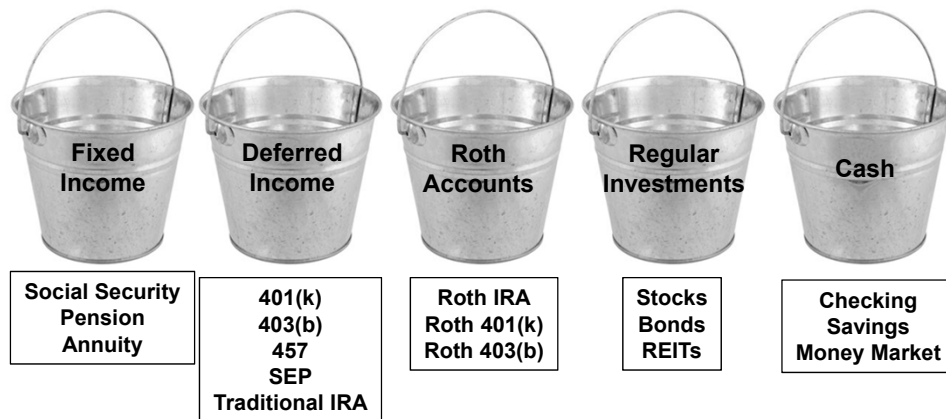 Fixed
Income
Deferred
Income
Roth
Accounts
Regular
Investments
Cash
Social Security
Pension
Annuity
401(k)
403(b)
457
SEP
Traditional IRA
Roth IRA
Roth 401(k)
Roth 403(b)
Stocks
Bonds
REITs
Checking
Savings
Money Market